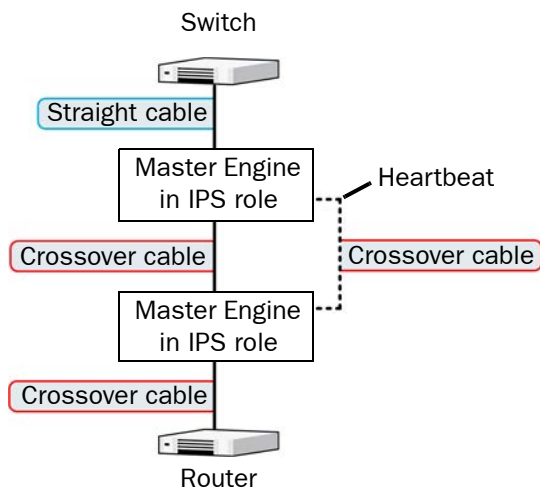 Switch
Straight cable
Master Engine
in IPS role
Heartbeat
Crossover cable
Crossover cable
Master Engine
in IPS role
Crossover cable
Router